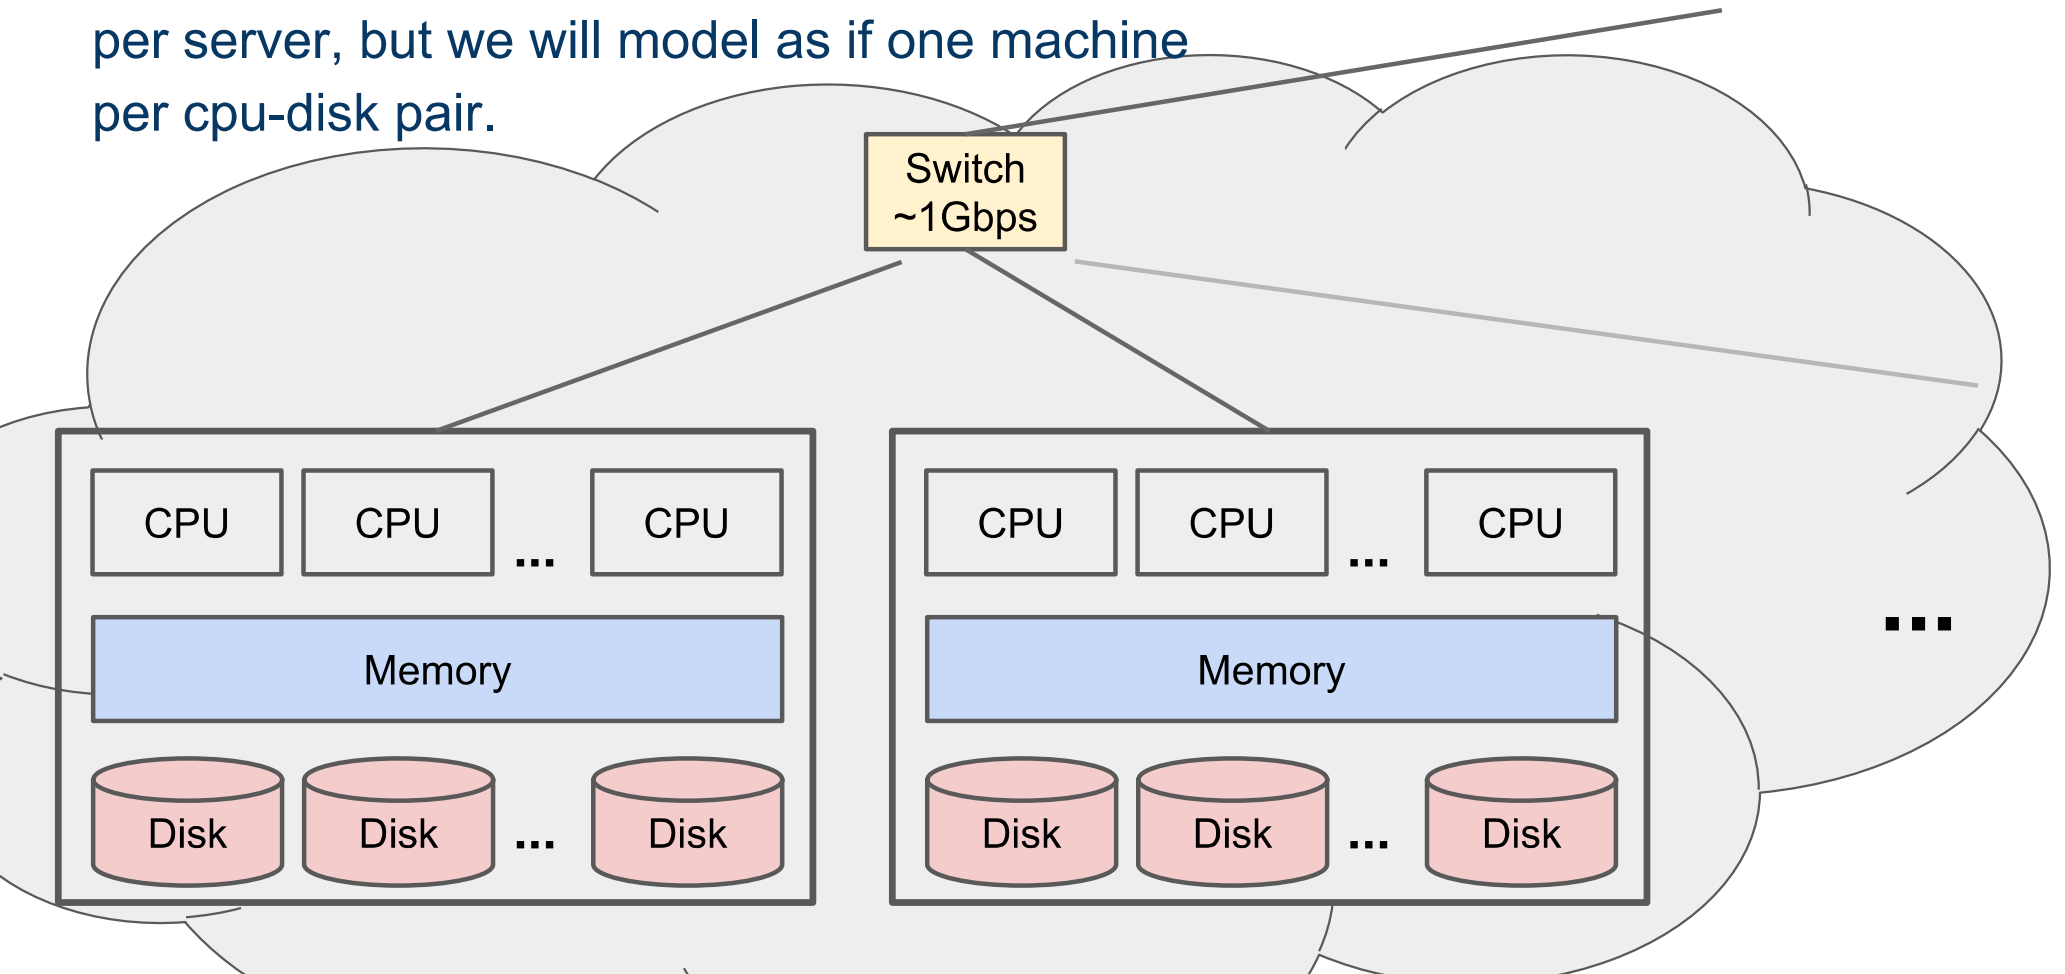 per server, but we will model as if one machine
per cpu-disk pair.
Switch
~1Gbps
CPU CPU ... CPU
CPU CPU ... CPU
Memory
Memory
...
Disk Disk ... Disk
Disk Disk ... Disk